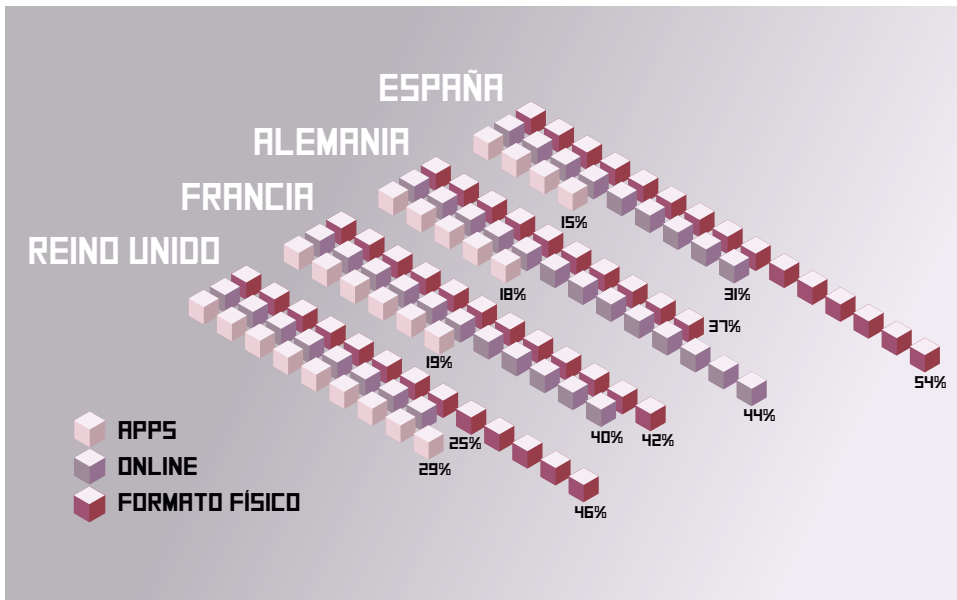 ESPAÑA
ALEMANIA
FRANCIA
REINO UNIDO
15%
31%
54%
18%
37%
44%
19%
40%
42%
25%
29%
46%
APPS
ONLINE
FORMATO FÍSICO